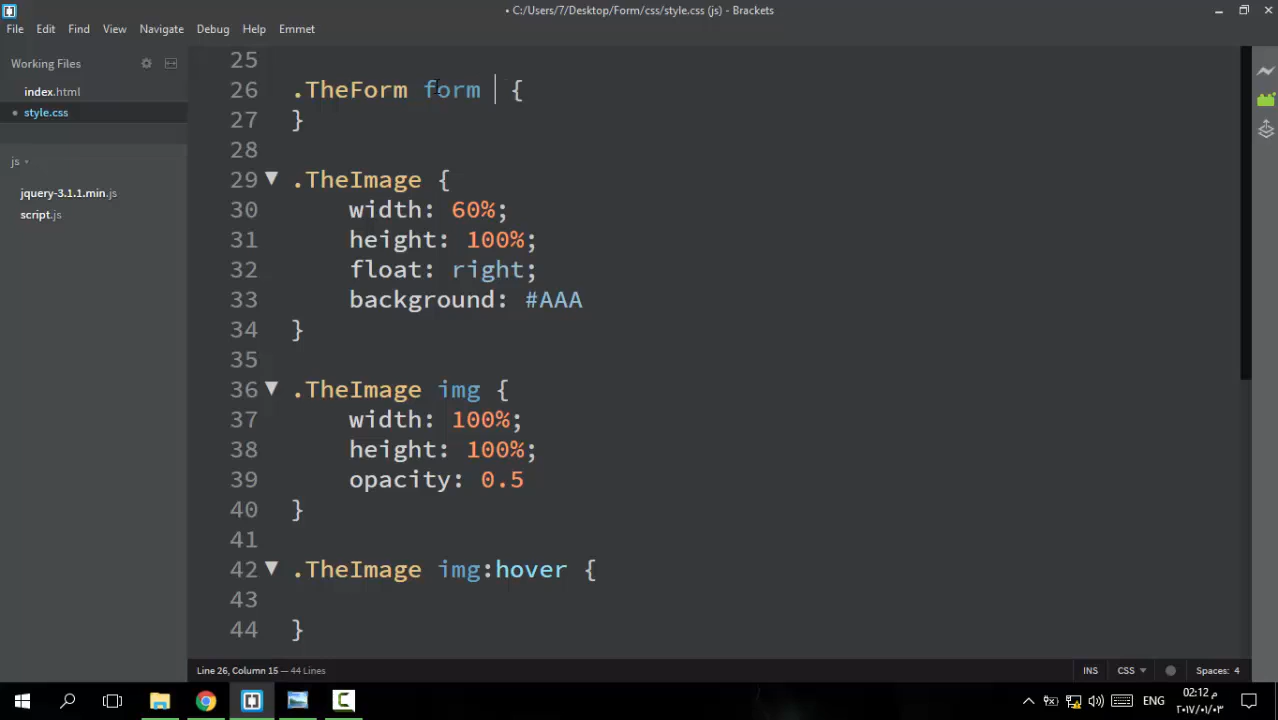 • C:/Users/7/Desktop/Form/css/style.css (js) - Brackets
File Edit Find View Navigate Debug Help Emmet
Working Files
index.html
• style.css
js
jquery-3.1.1.min.js
script.js
25
26 .TheForm form  {
27 }
28
29 .TheImage {
30 width: 60%;
31 height: 100%;
32 float: right;
33 background: #AAA
34 }
35
36 .TheImage img {
37 width: 100%;
38 height: 100%;
39 opacity: 0.5
40 }
41
42 .TheImage img:hover {
43
44 }
Line 26, Column 15 — 44 Lines
INS CSS Spaces: 4
ENG
02:12 م
٢٠١٧/٠١/٠٣